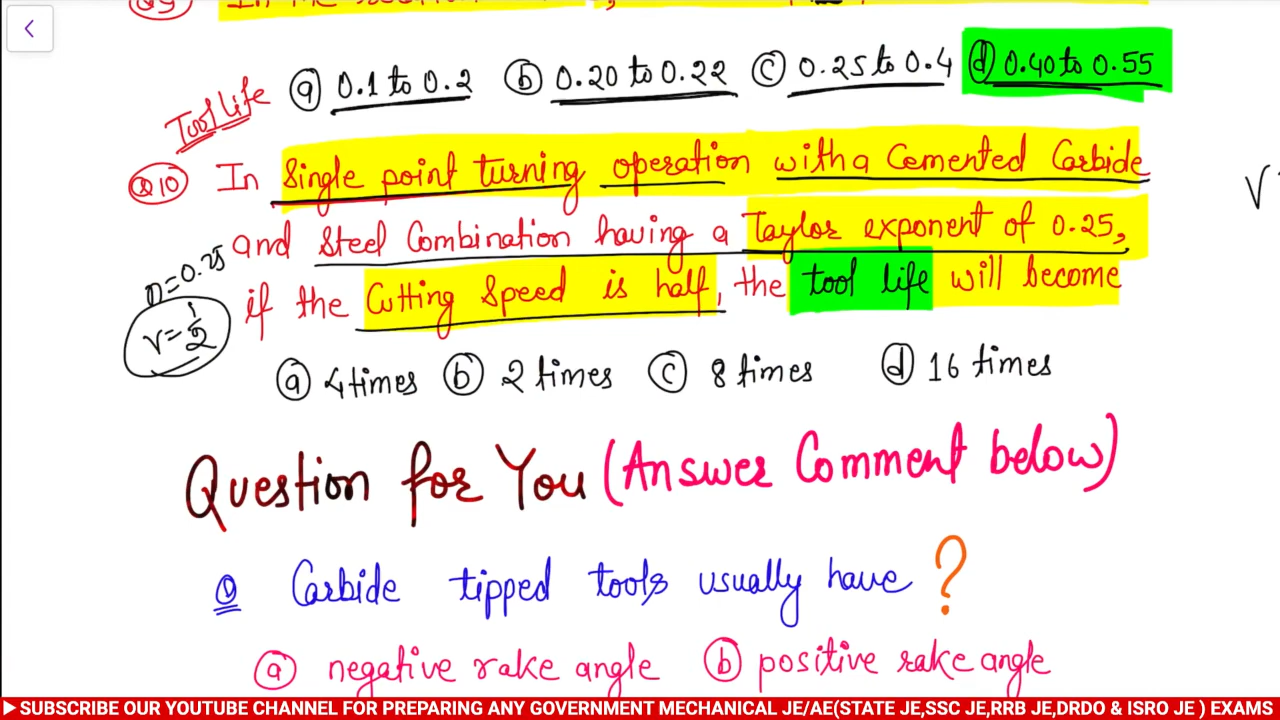 Q9 In the
ⓐ 0.1 to 0.2 ⓑ 0.20 to 0.22 ⓒ 0.25 to 0.4 ⓓ 0.40 to 0.55
Tool life
Q10 In Single point turning operation with a Cemented Carbide
and Steel Combination having a Taylor exponent of 0.25,
n=0.25
if the Cutting Speed is half, the tool life will become
V=1/2
V
ⓐ 4 times ⓑ 2 times ⓒ 8 times ⓓ 16 times
Question for You (Answer Comment below)
Q Carbide tipped tools usually have ?
ⓐ negative rake angle ⓑ positive rake angle
▶ SUBSCRIBE OUR YOUTUBE CHANNEL FOR PREPARING ANY GOVERNMENT MECHANICAL JE/AE(STATE JE,SSC JE,RRB JE,DRDO & ISRO JE ) EXAMS